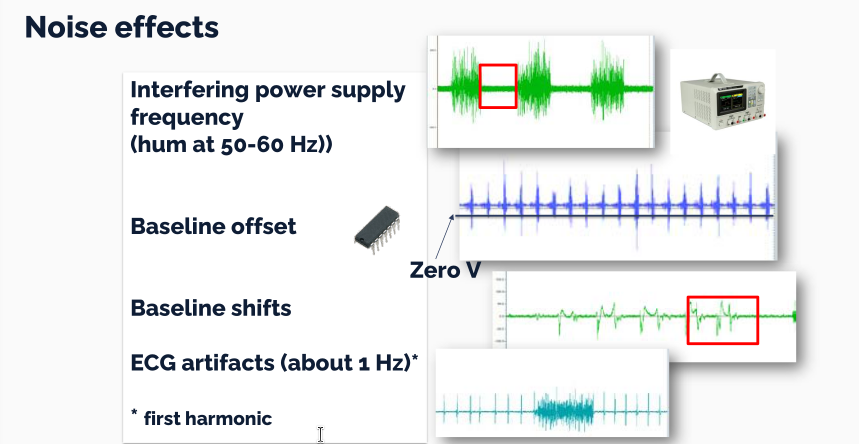 Noise effects
Interfering power supply
frequency
(hum at 50-60 Hz))
Baseline offset
Zero V
Baseline shifts
ECG artifacts (about 1 Hz)*
* first harmonic